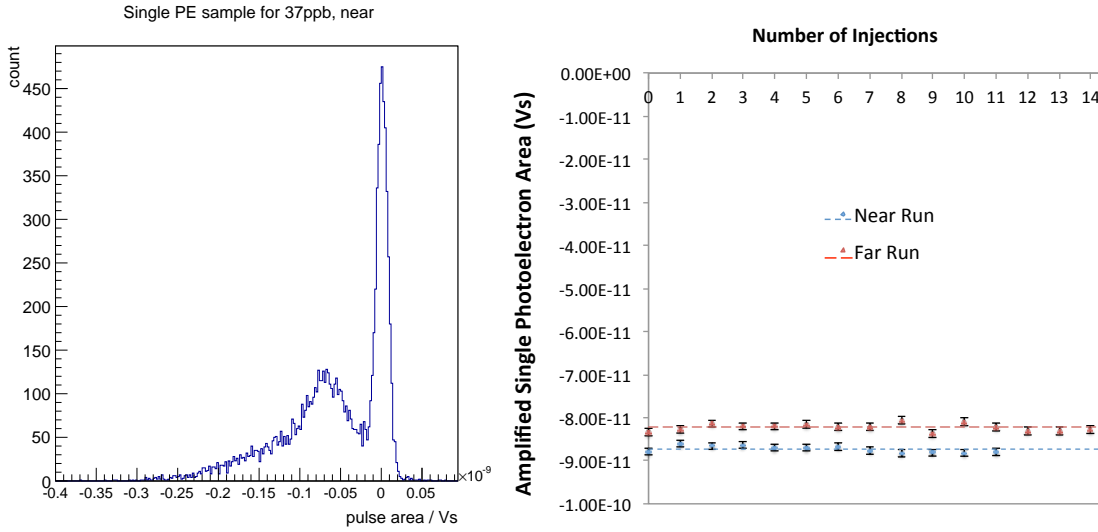 Single PE sample for 37ppb, near
count
450
400
350
300
250
200
150
100
50
0
-0.4 -0.35 -0.3 -0.25 -0.2 -0.15 -0.1 -0.05 0 0.05
×10⁻⁹
pulse area / Vs
Number of Injections
Amplified Single Photoelectron Area (Vs)
0.00E+00
0 1 2 3 4 5 6 7 8 9 10 11 12 13 14
-1.00E-11
-2.00E-11
-3.00E-11
Near Run
-4.00E-11
Far Run
-5.00E-11
-6.00E-11
-7.00E-11
-8.00E-11
-9.00E-11
-1.00E-10